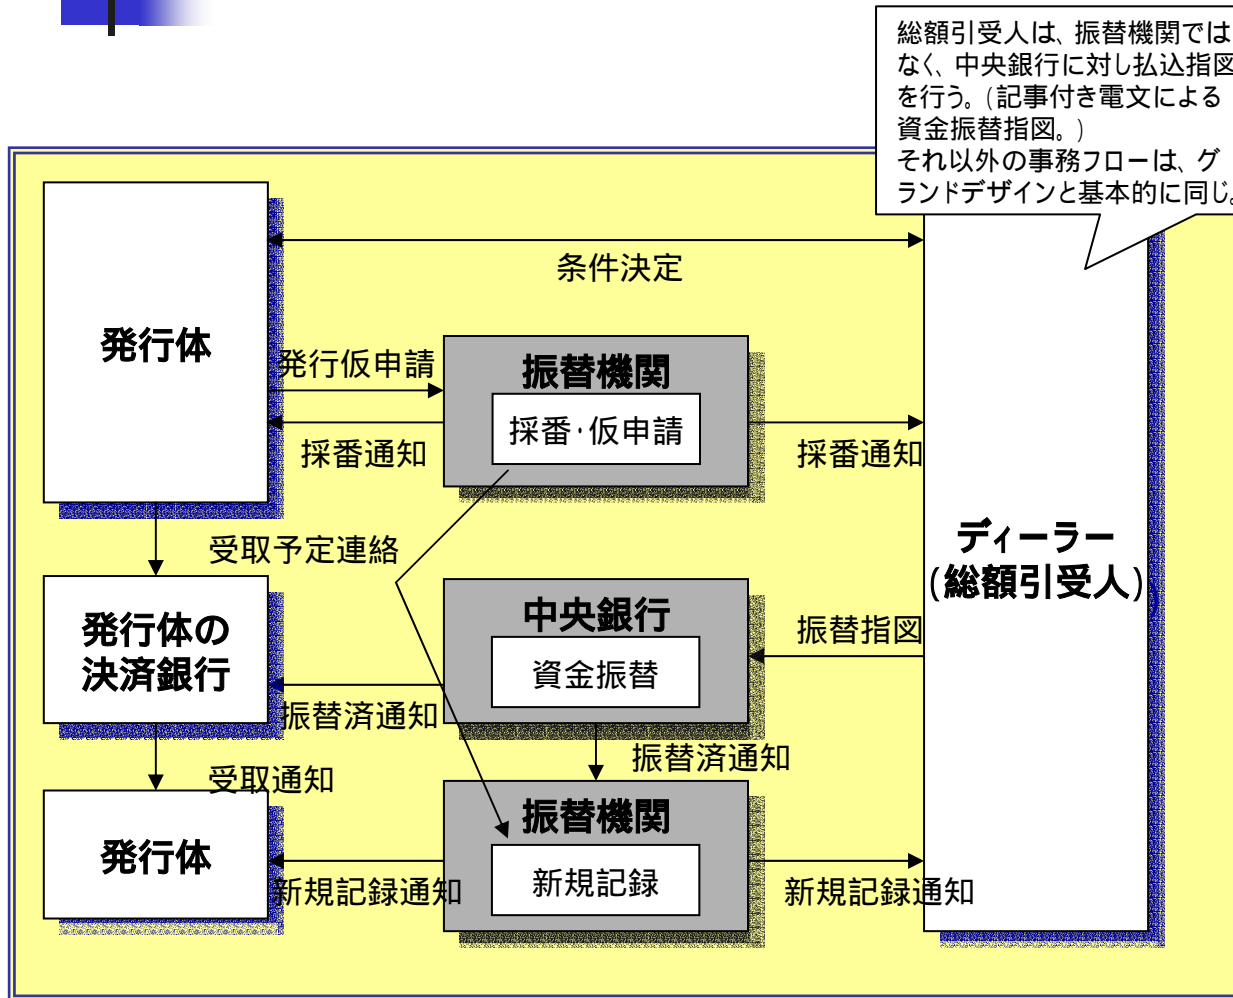 総額引受人は、振替機関では
なく、中央銀行に対し払込指図
を行う。（記事付き電文による
資金振替指図。）
それ以外の事務フローは、グ
ランドデザインと基本的に同じ。
条件決定
発行体
発行仮申請
振替機関
採番・仮申請
採番通知
採番通知
受取予定連絡
ディーラー
(総額引受人)
発行体の
決済銀行
中央銀行
資金振替
振替指図
振替済通知
振替済通知
受取通知
発行体
振替機関
新規記録
新規記録通知
新規記録通知